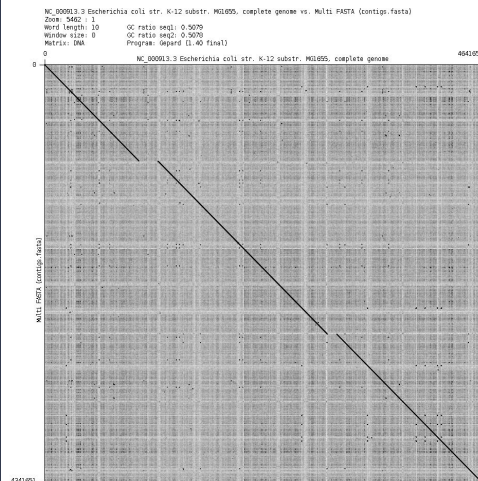 NC_000913.3 Escherichia coli str. K-12 substr. MG1655, complete genome vs. Multi FASTA (contigs.fasta)
Zoom: 5462 : 1
Word length: 10 GC ratio seq1: 0.5079
Window size: 0 GC ratio seq2: 0.5078
Matrix: DNA Program: Gepard (1.40 final)
0 464165
NC_000913.3 Escherichia coli str. K-12 substr. MG1655, complete genome
0
Multi FASTA (contigs.fasta)
4341651